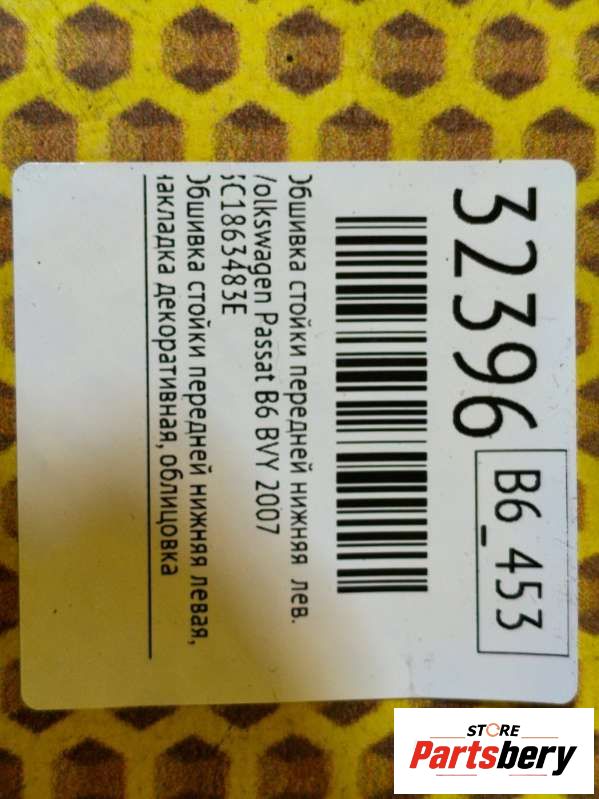 32396
B6_453
Обшивка стойки передней нижняя лев.
Volkswagen Passat B6 BVY 2007
3C1863483E
Обшивка стойки передней нижняя левая,
накладка декоративная, облицовка
STORE
Partsbery